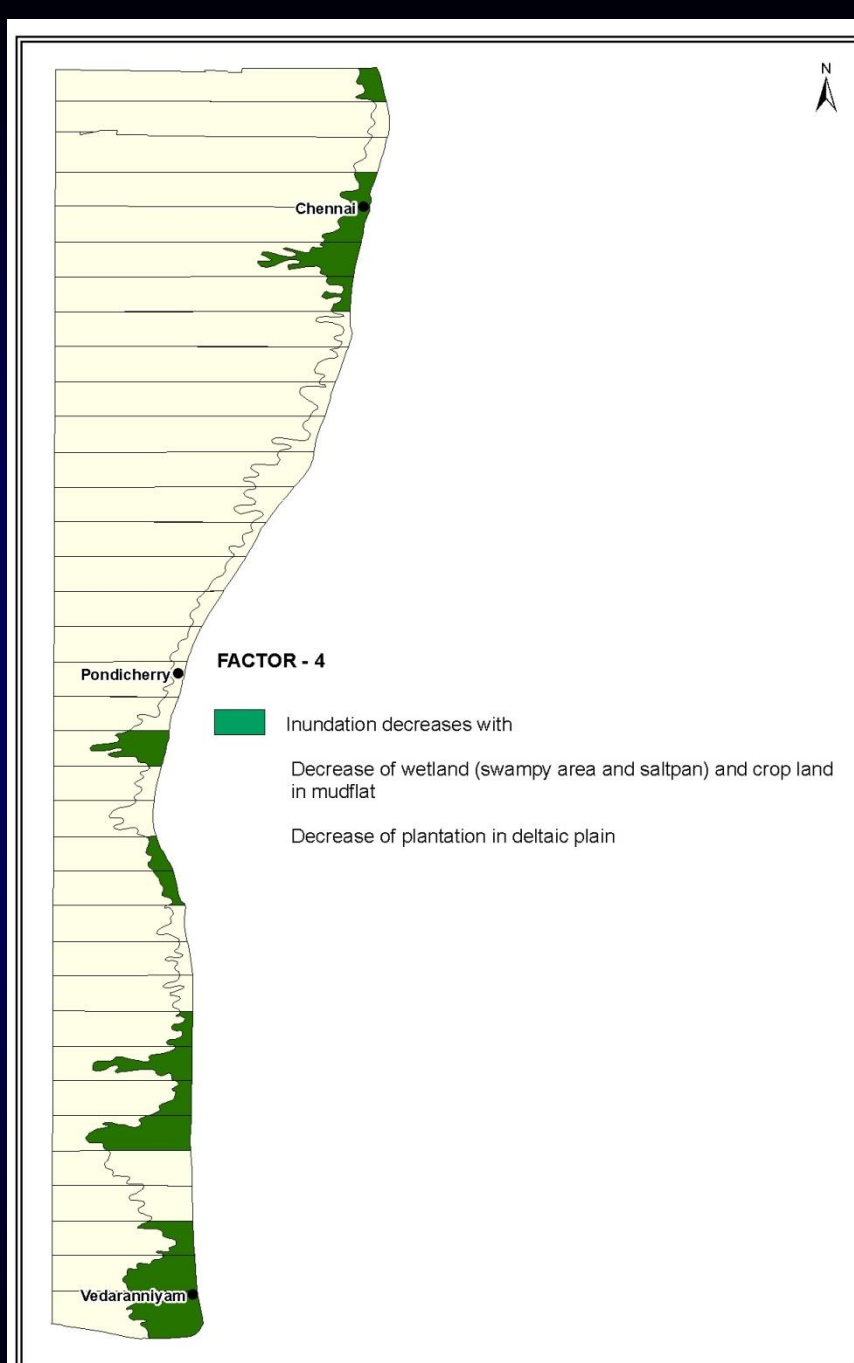 N
Chennai
Pondicherry
FACTOR - 4
Inundation decreases with
Decrease of wetland (swampy area and saltpan) and crop land
in mudflat
Decrease of plantation in deltaic plain
Vedaranniyam